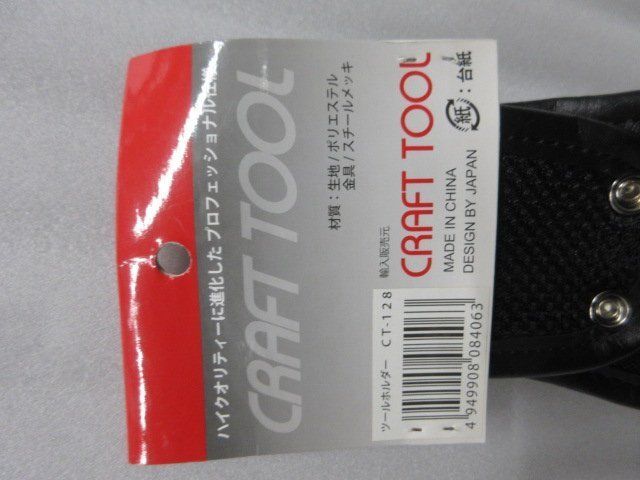 ハイクオリティーに進化したプロフェッショナル仕様
CRAFT TOOL
材質：生地/ポリエステル
金具/スチールメッキ
輸入販売元
CRAFT TOOL
MADE IN CHINA
DESIGN BY JAPAN
紙：台紙
ツールホルダー CT-128
4 949908 084063